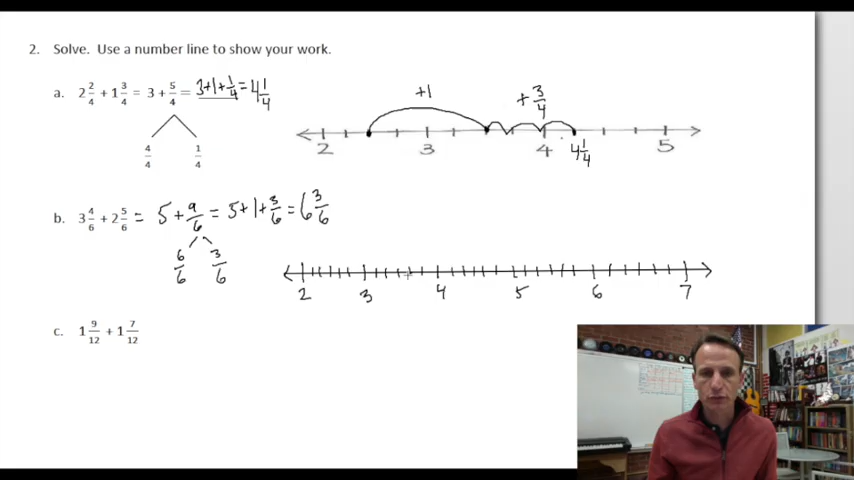 2. Solve. Use a number line to show your work.
a. 2 2/4 + 1 3/4 = 3 + 5/4 = 3+1+1/4 = 4 1/4
4/4 1/4
+1 +3/4
2 3 4 4 1/4 5
b. 3 4/6 + 2 5/6 = 5 + 9/6 = 5+1+3/6 = 6 3/6
6/6 3/6
2 3 4 5 6 7
c. 1 9/12 + 1 7/12